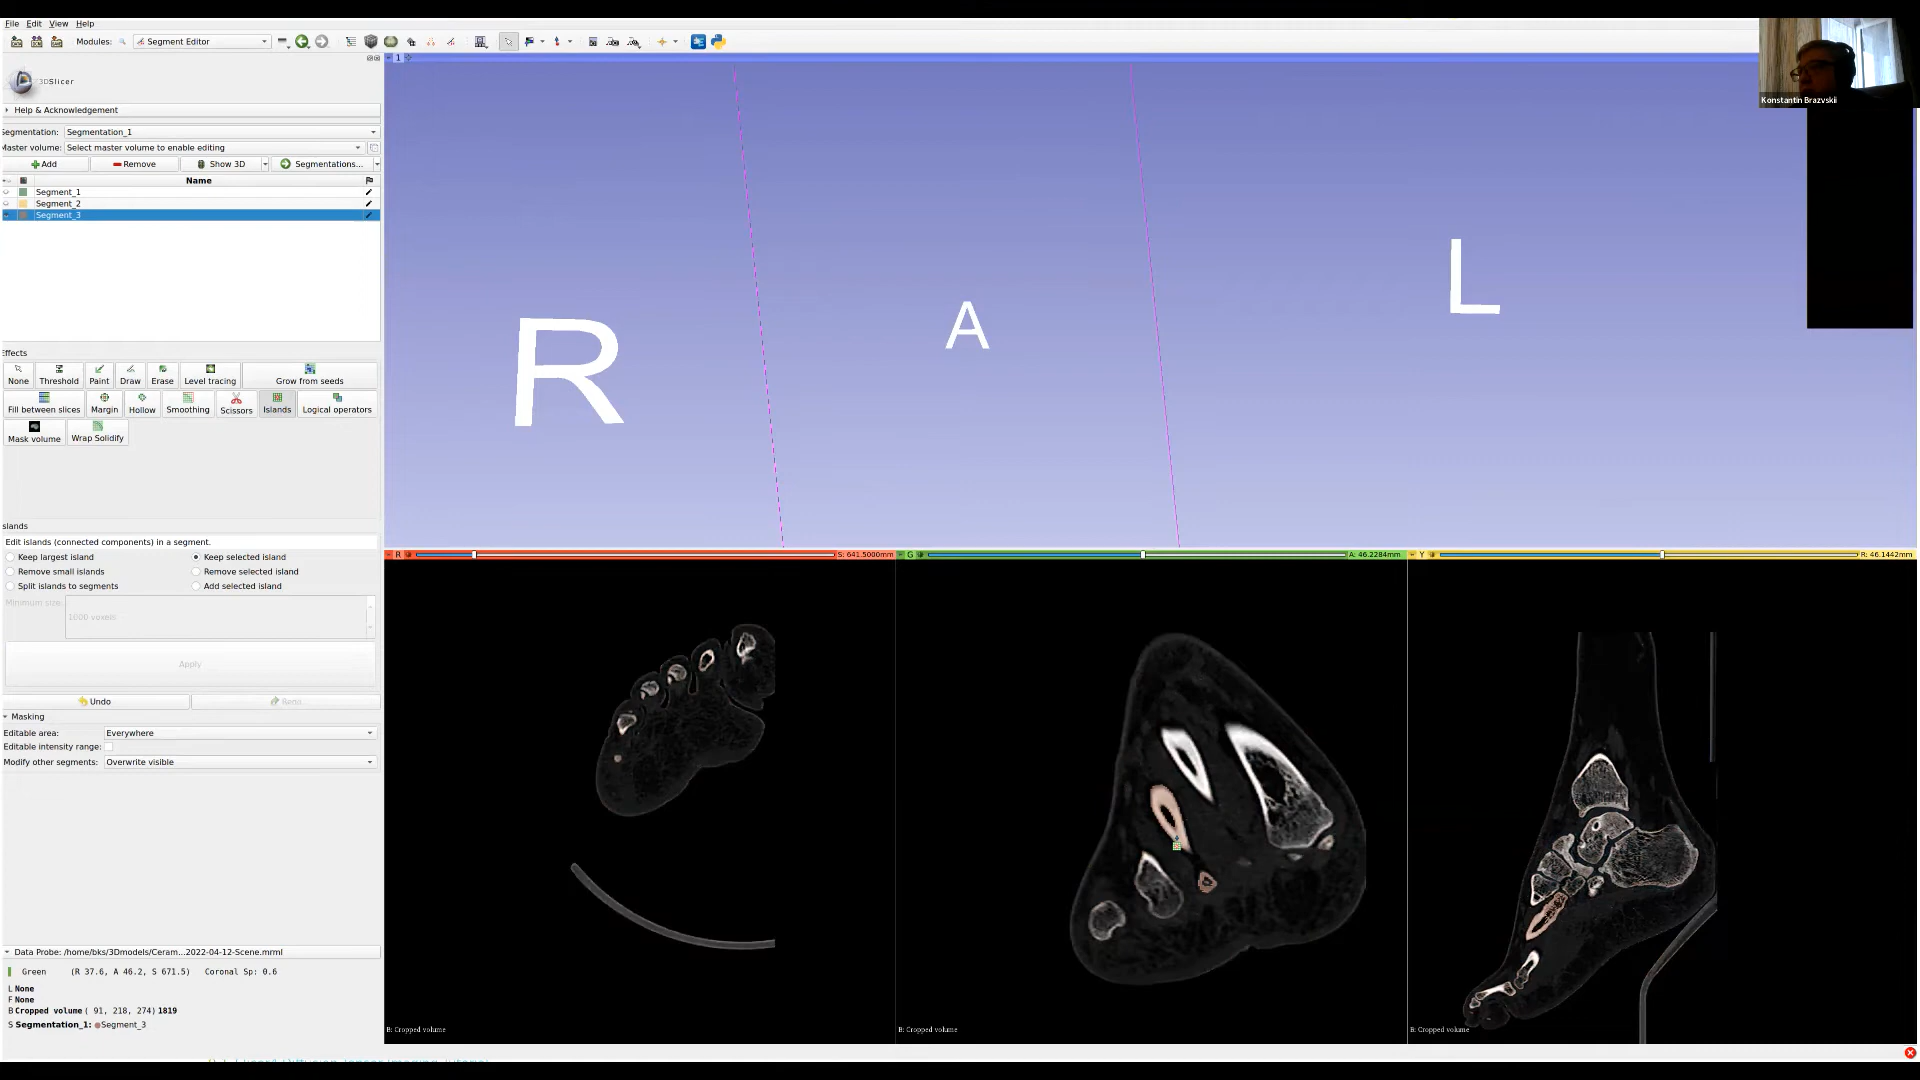 File Edit View Help
Modules: Segment Editor
1
3DSlicer
Konstantin Brazvskii
Help & Acknowledgement
Segmentation: Segmentation_1
Master volume: Select master volume to enable editing
Add Remove Show 3D Segmentations...
Name
Segment_1
Segment_2
Segment_3
R
A
L
Effects
None Threshold Paint Draw Erase Level tracing Grow from seeds
Fill between slices Margin Hollow Smoothing Scissors Islands Logical operators
Mask volume Wrap Solidify
Islands
Edit islands (connected components) in a segment.
Keep largest island Keep selected island
Remove small islands Remove selected island
Split islands to segments Add selected island
Minimum size: 1000 voxels
Apply
Undo Redo
Masking
Editable area: Everywhere
Editable intensity range:
Modify other segments: Overwrite visible
R S: 641.5000mm
G A: 46.2284mm
Y R: 46.1442mm
Data Probe: /home/bks/3Dmodels/Ceram...2022-04-12-Scene.mrml
Green (R 37.6, A 46.2, S 671.5) Coronal Sp: 0.6
L None
F None
B Cropped volume ( 91, 218, 274) 1819
S Segmentation_1: Segment_3
B: Cropped volume
B: Cropped volume
B: Cropped volume